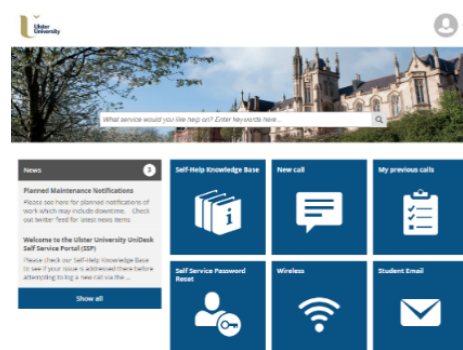 Ulster
University
What service would you like help on? Enter keywords here...
News 3
Planned Maintenance Notifications
Please see here for planned notifications of
work which may include downtime. Check
out twitter feed for latest news items
Welcome to the Ulster University UniDesk
Self Service Portal (SSP)
Please check our Self-Help Knowledge Base
to see if your issue is addressed there before
attempting to log a new call via the ...
Show all
Self-Help Knowledge Base
New call
My previous calls
Self Service Password
Reset
Wireless
Student Email